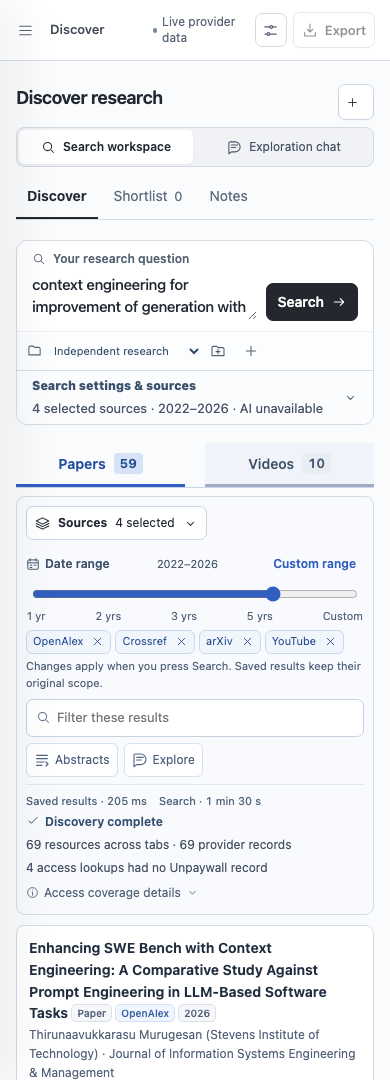 Discover
Live provider
data
Export
Discover research
+
Search workspace
Exploration chat
Discover
Shortlist 0
Notes
Your research question
context engineering for
improvement of generation with
Search →
Independent research
Search settings & sources
4 selected sources · 2022–2026 · AI unavailable
Papers 59
Videos 10
Sources 4 selected
Date range
2022–2026
Custom range
1 yr
2 yrs
3 yrs
5 yrs
Custom
OpenAlex ×
Crossref ×
arXiv ×
YouTube ×
Changes apply when you press Search. Saved results keep their
original scope.
Filter these results
Abstracts
Explore
Saved results · 205 ms Search · 1 min 30 s
Discovery complete
69 resources across tabs · 69 provider records
4 access lookups had no Unpaywall record
Access coverage details
Enhancing SWE Bench with Context
Engineering: A Comparative Study Against
Prompt Engineering in LLM-Based Software
Tasks Paper OpenAlex 2026
Thirunaavukkarasu Murugesan (Stevens Institute of
Technology) · Journal of Information Systems Engineering
& Management